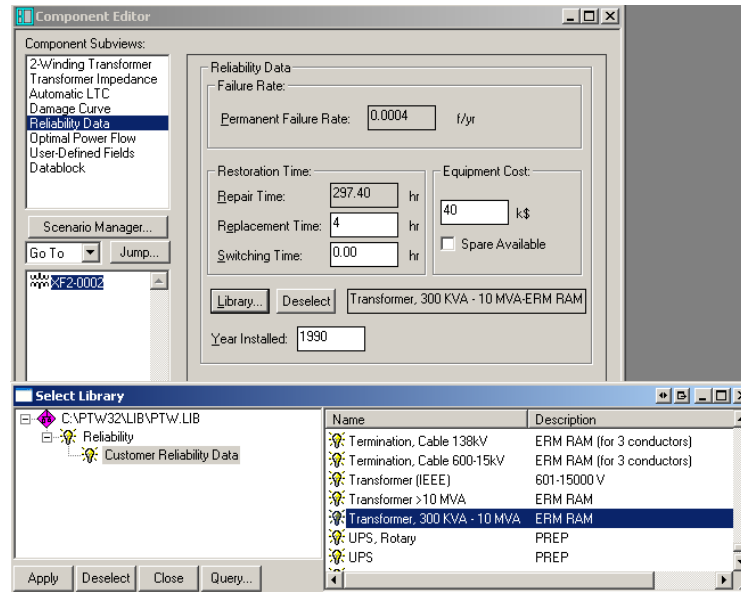 Component Editor
Component Subviews:
2-Winding Transformer
Transformer Impedance
Automatic LTC
Damage Curve
Reliability Data
Optimal Power Flow
User-Defined Fields
Datablock
Scenario Manager...
Go To Jump...
XF2-0002
Reliability Data
Failure Rate:
Permanent Failure Rate: 0.0004 f/yr
Restoration Time:
Repair Time: 297.40 hr
Replacement Time: 4 hr
Switching Time: 0.00 hr
Equipment Cost:
40 k$
Spare Available
Library... Deselect Transformer, 300 KVA - 10 MVA-ERM RAM
Year Installed: 1990
Select Library
C:\PTW32\LIB\PTW.LIB
Reliability
Customer Reliability Data
Name Description
Termination, Cable 138kV ERM RAM (for 3 conductors)
Termination, Cable 600-15kV ERM RAM (for 3 conductors)
Transformer (IEEE) 601-15000 V
Transformer >10 MVA ERM RAM
Transformer, 300 KVA - 10 MVA ERM RAM
UPS, Rotary PREP
UPS PREP
Apply Deselect Close Query...